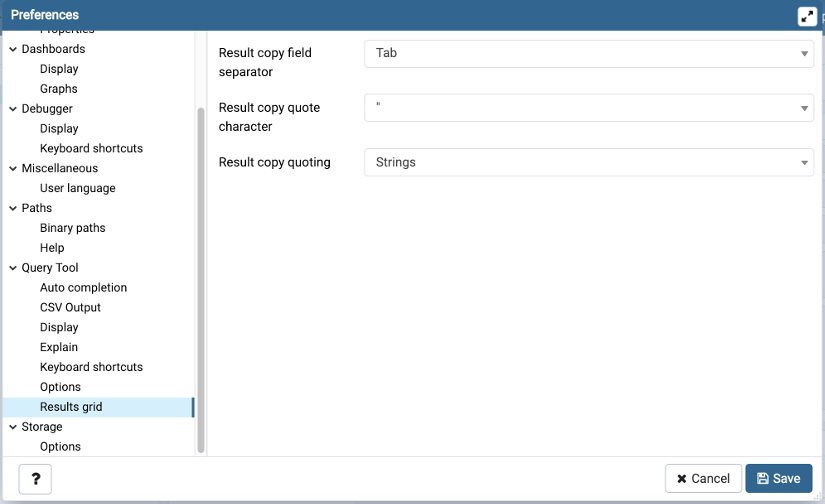 Preferences
Properties
Dashboards
Display
Graphs
Debugger
Display
Keyboard shortcuts
Miscellaneous
User language
Paths
Binary paths
Help
Query Tool
Auto completion
CSV Output
Display
Explain
Keyboard shortcuts
Options
Results grid
Storage
Options
Result copy field
separator
Tab
Result copy quote
character
"
Result copy quoting
Strings
?
Cancel
Save